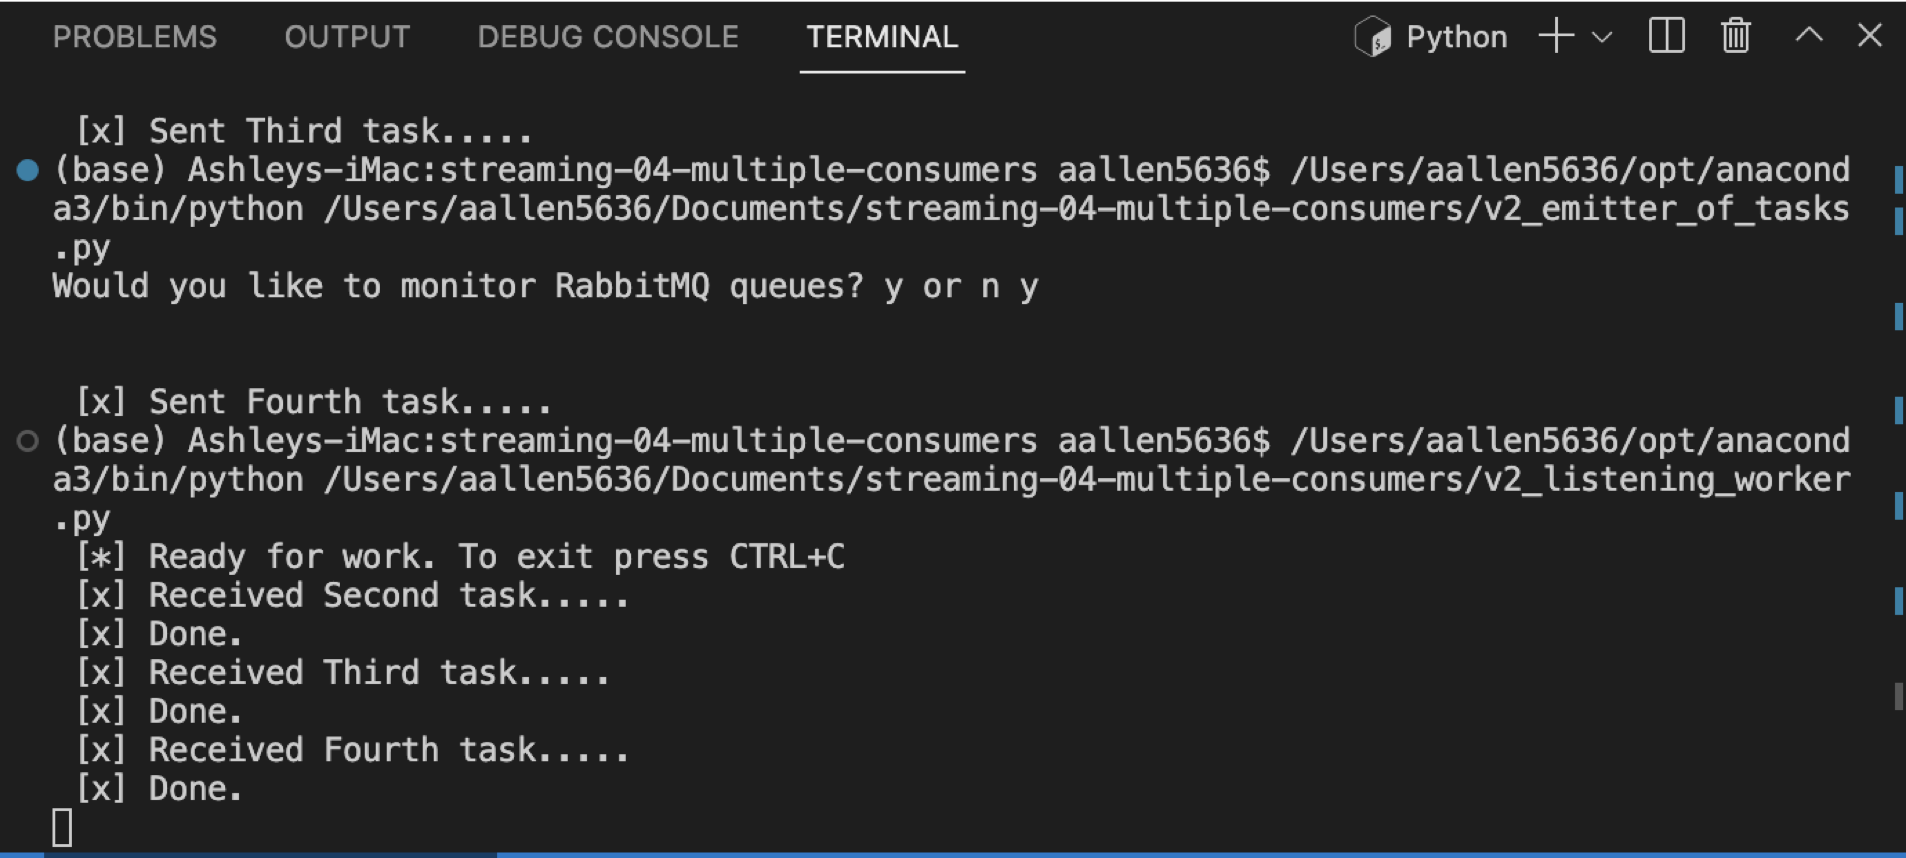 PROBLEMS OUTPUT DEBUG CONSOLE TERMINAL Python
[x] Sent Third task.....
(base) Ashleys-iMac:streaming-04-multiple-consumers aallen5636$ /Users/aallen5636/opt/anacond
a3/bin/python /Users/aallen5636/Documents/streaming-04-multiple-consumers/v2_emitter_of_tasks
.py
Would you like to monitor RabbitMQ queues? y or n y
[x] Sent Fourth task.....
(base) Ashleys-iMac:streaming-04-multiple-consumers aallen5636$ /Users/aallen5636/opt/anacond
a3/bin/python /Users/aallen5636/Documents/streaming-04-multiple-consumers/v2_listening_worker
.py
[*] Ready for work. To exit press CTRL+C
[x] Received Second task.....
[x] Done.
[x] Received Third task.....
[x] Done.
[x] Received Fourth task.....
[x] Done.